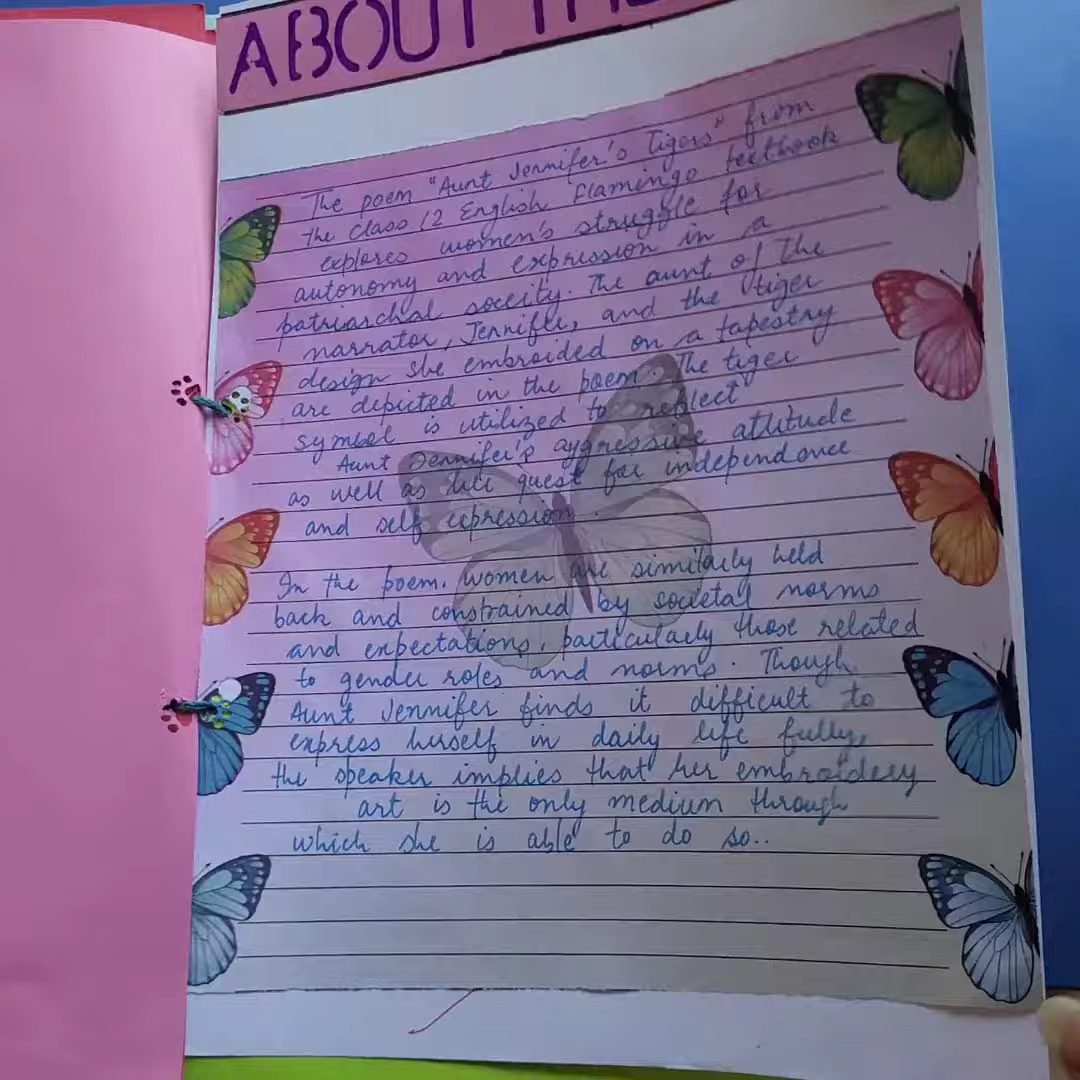 ABOUT THE
The poem "Aunt Jennifer's Tigers" from
the class 12 English Flamingo textbook
explores women's struggle for
autonomy and expression in a
patriarchal soceity. The aunt of the
narrator, Jennifer, and the tiger
design she embroided on a tapestry
are depicted in the poem. The tiger
symbol is utilized to reflect
Aunt Jennifer's aggressive attitude
as well as quest for independance
and self expression.
In the poem, women are similarly held
back and constrained by societal norms
and expectations, particularly those related
to gender roles and norms. Though
Aunt Jennifer finds it difficult to
express herself in daily life fully,
the speaker implies that her embroidery
art is the only medium through
which she is able to do so..